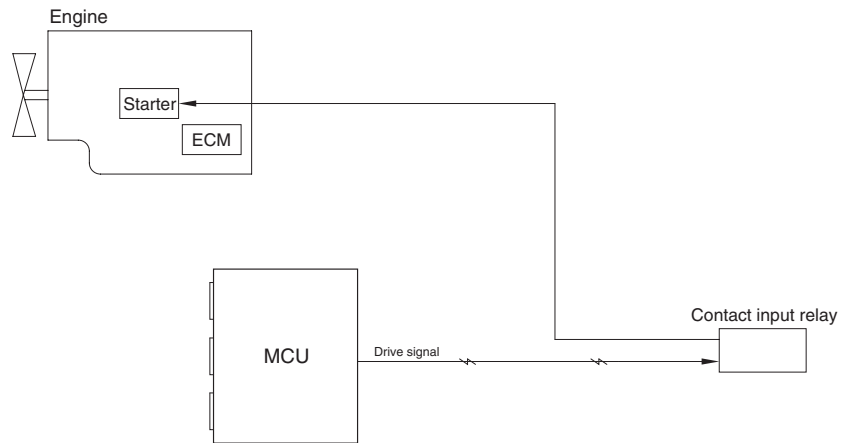 Engine
Starter
ECM
Contact input relay
MCU
Drive signal